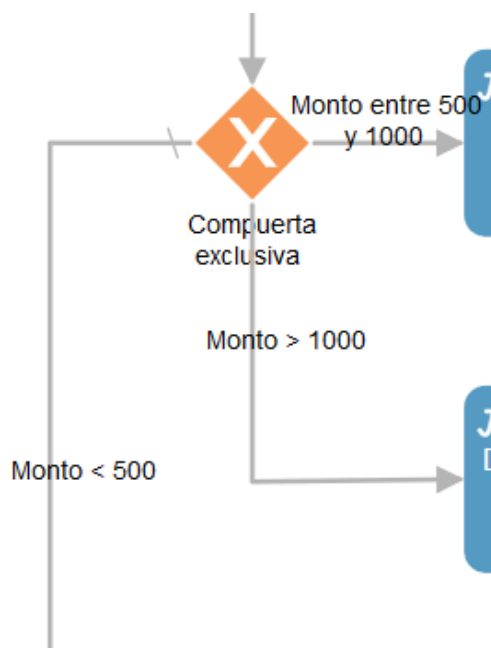 Monto entre 500
y 1000
Compuerta
exclusiva
Monto > 1000
Monto < 500